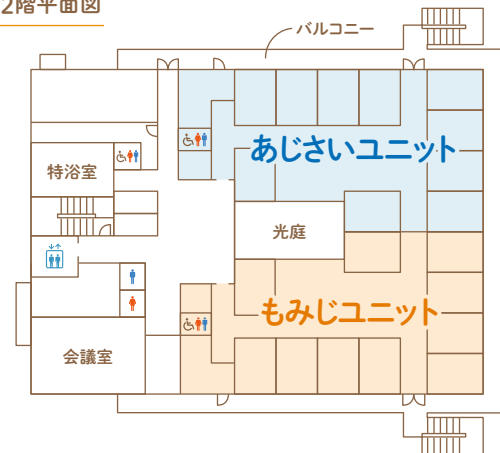 2階平面図
バルコニー
あじさいユニット
特浴室
光庭
もみじユニット
会議室